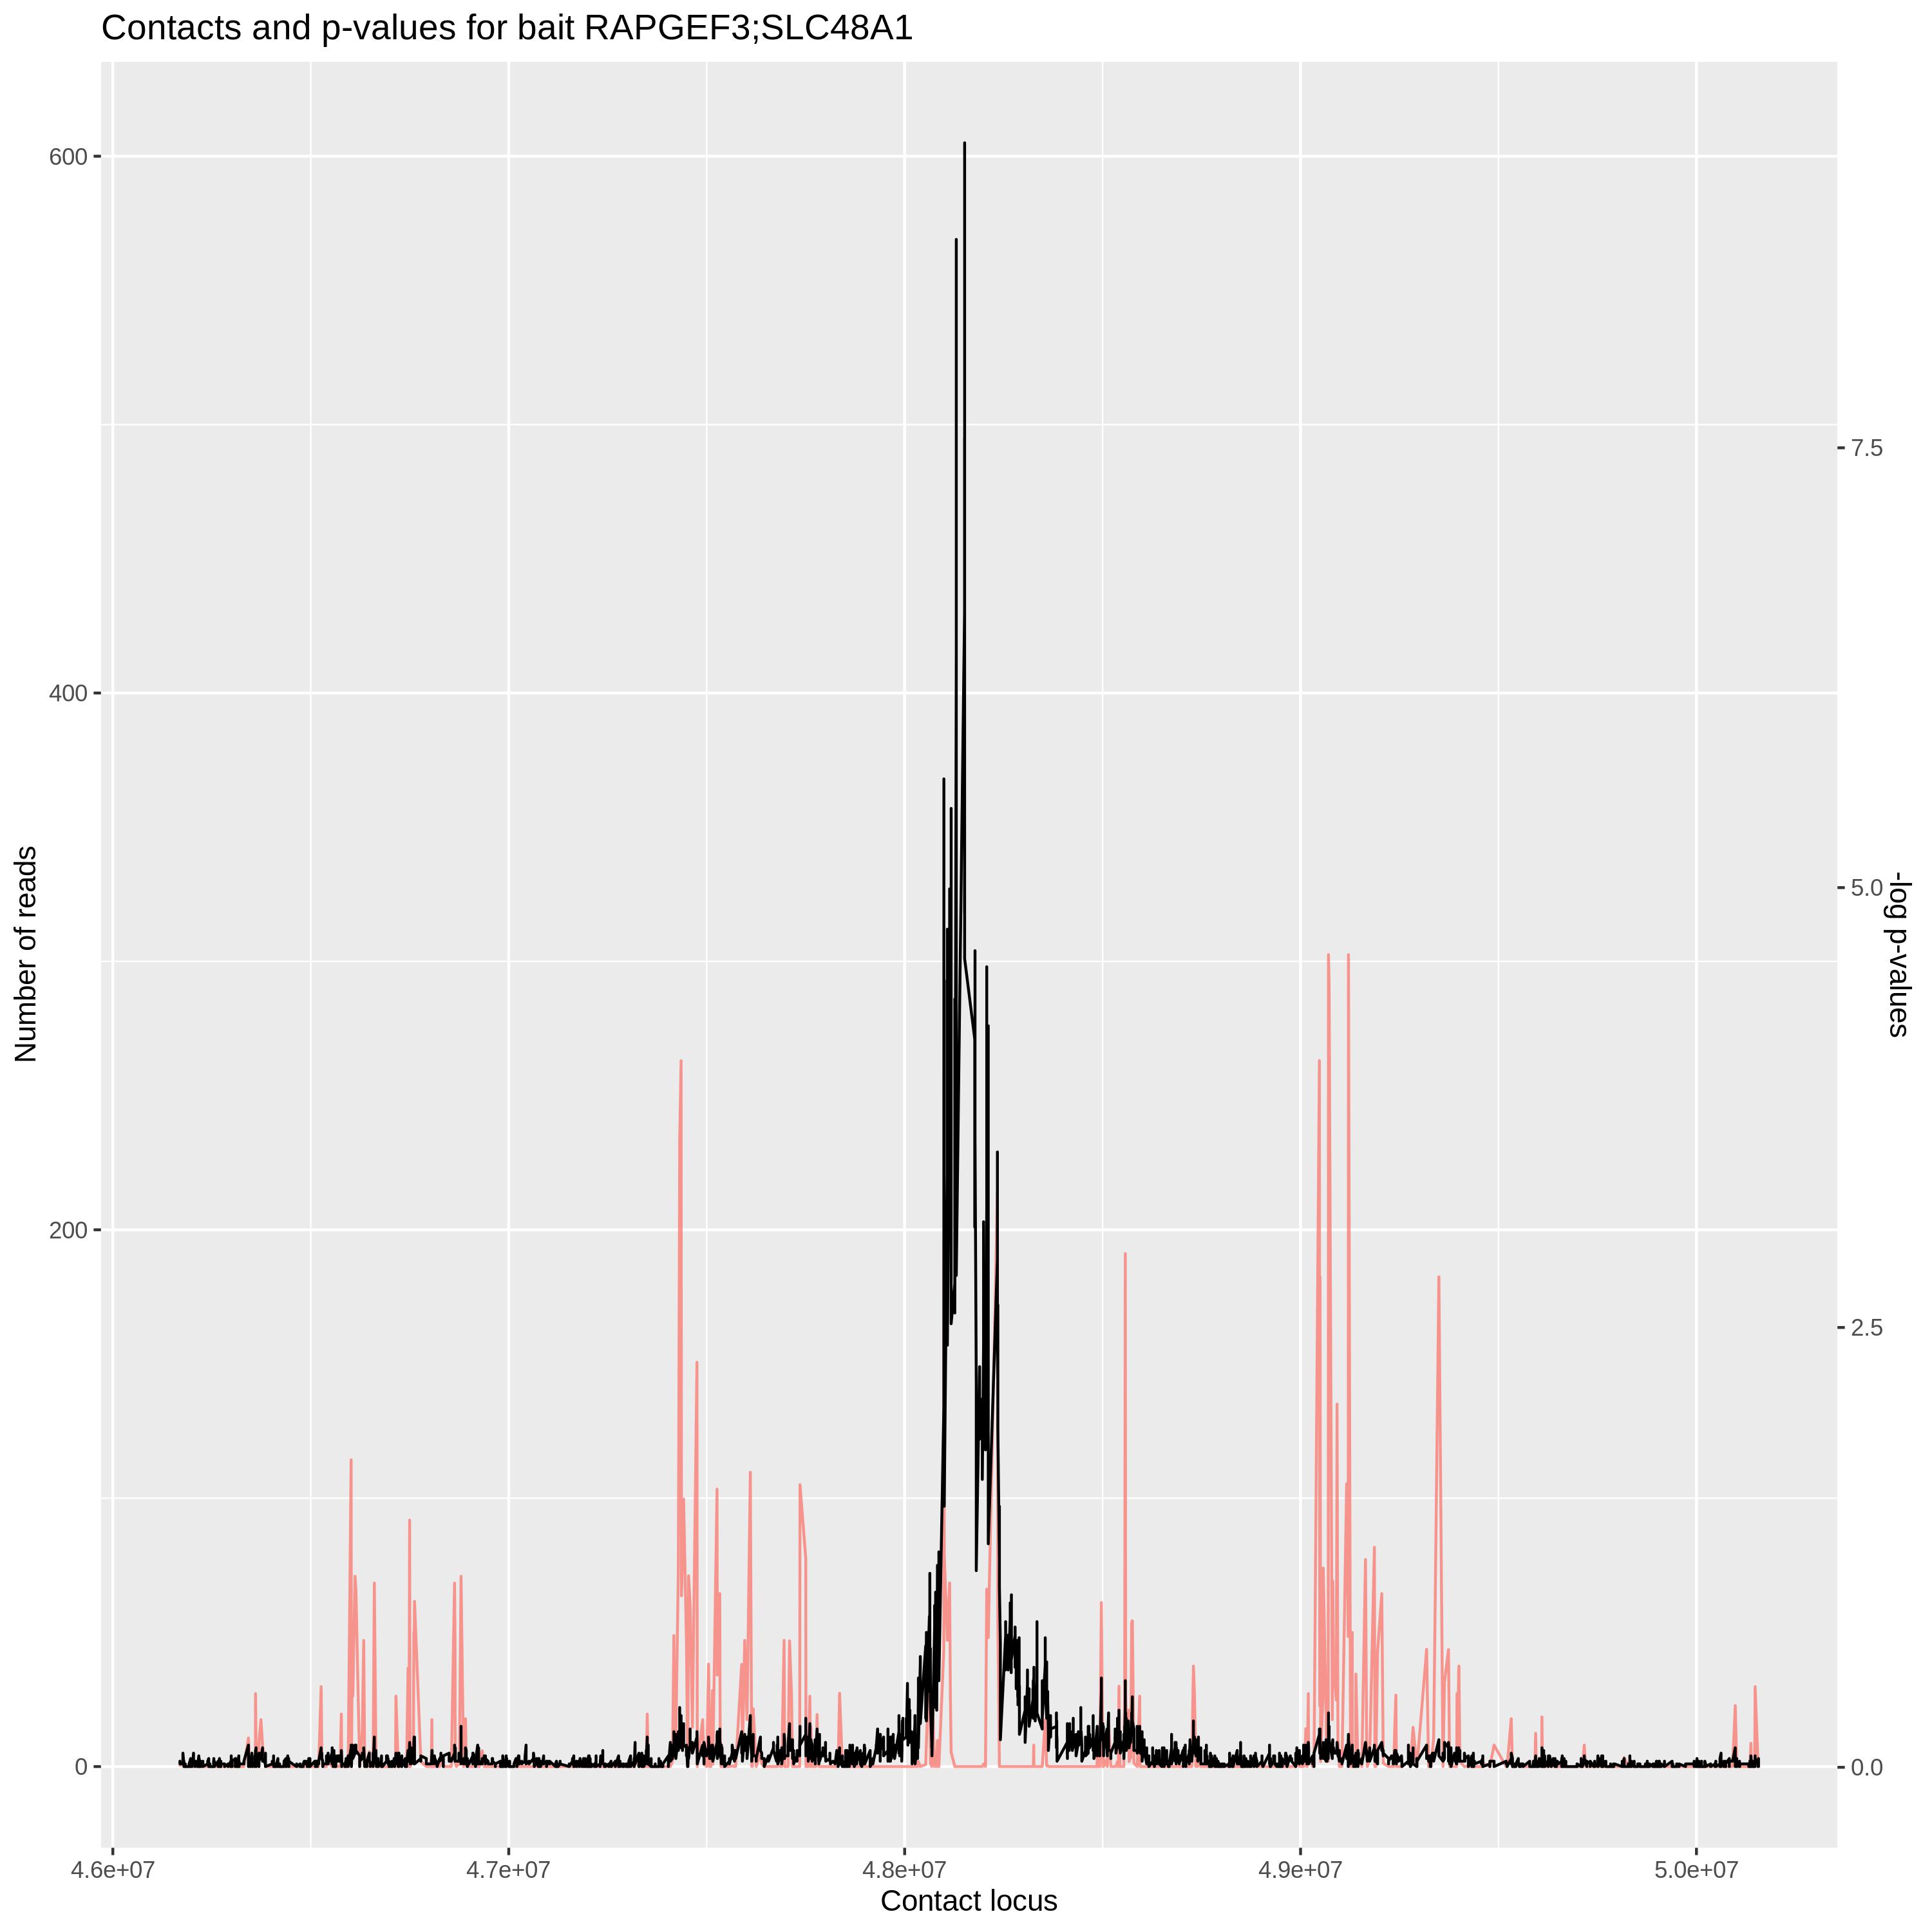 Contacts and p-values for bait RAPGEF3;SLC48A1
600
400
200
0
7.5
5.0
2.5
0.0
Number of reads
-log p-values
4.6e+07
4.7e+07
4.8e+07
4.9e+07
5.0e+07
Contact locus